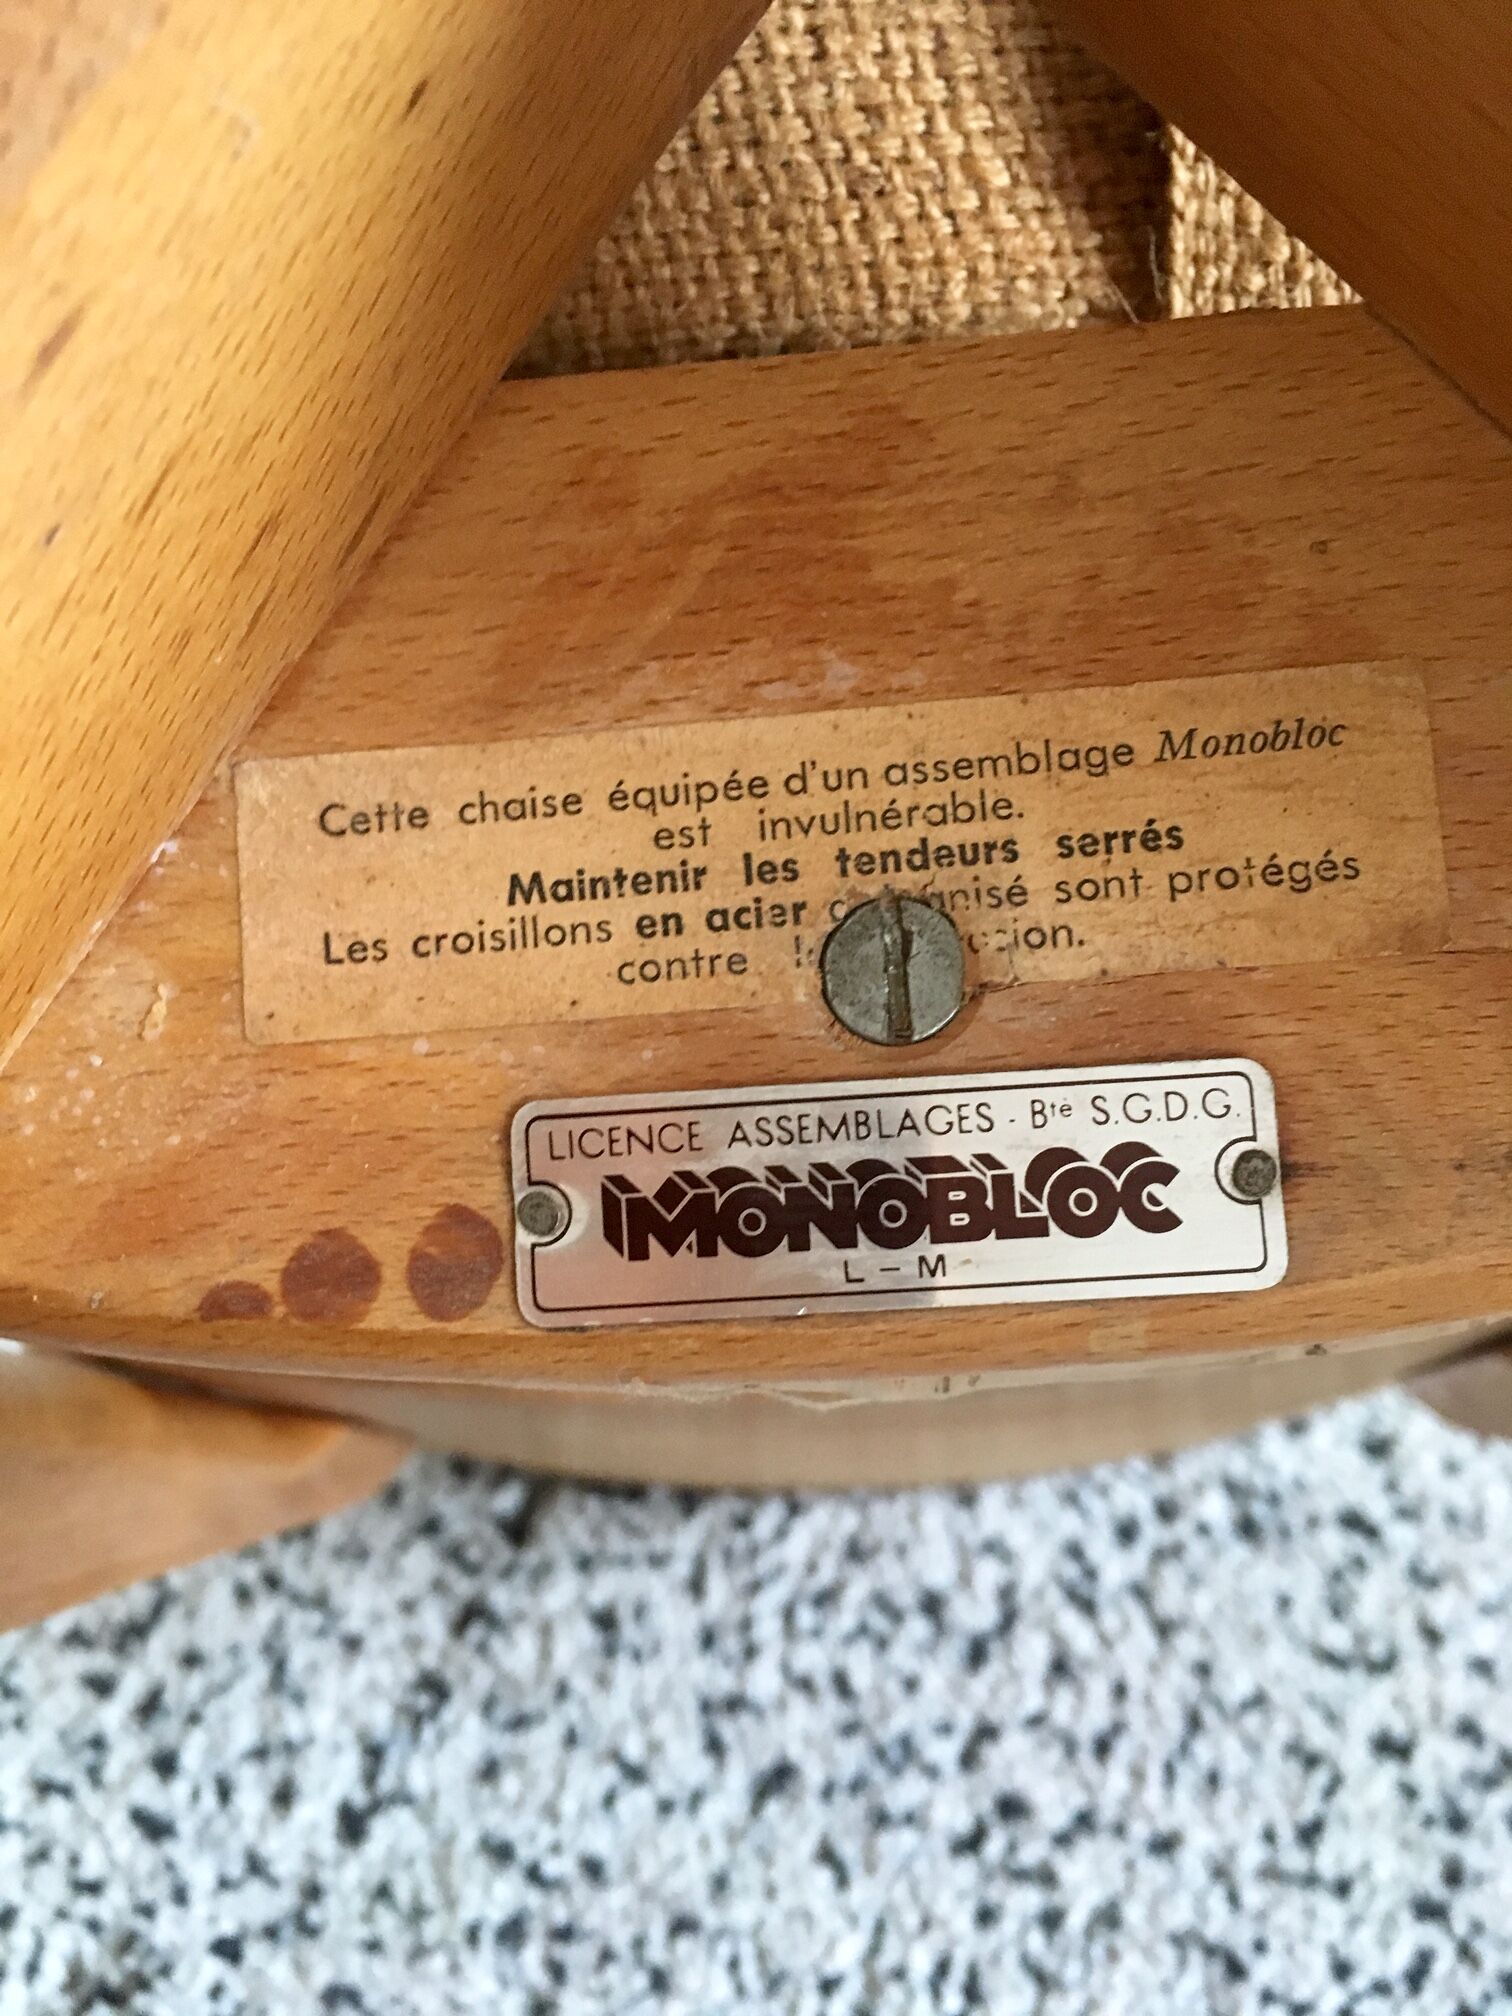 Cette chaise équipée d'un assemblage Monobloc
est invulnérable.
Maintenir les tendeurs serrés
Les croisillons en acier sont protégés
contre
LICENCE ASSEMBLAGES - Bté S.G.D.G.
MONOBLOC
L - M